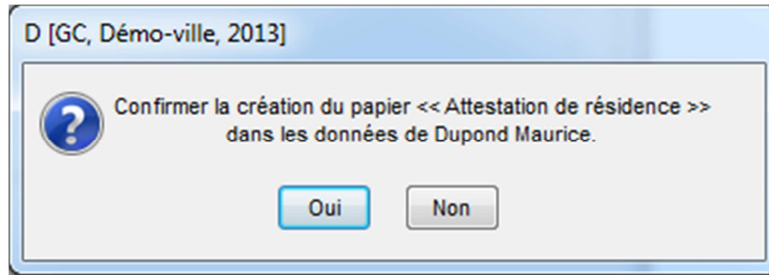 D [GC, Démo-ville, 2013]
Confirmer la création du papier << Attestation de résidence >>
dans les données de Dupond Maurice.
Oui Non